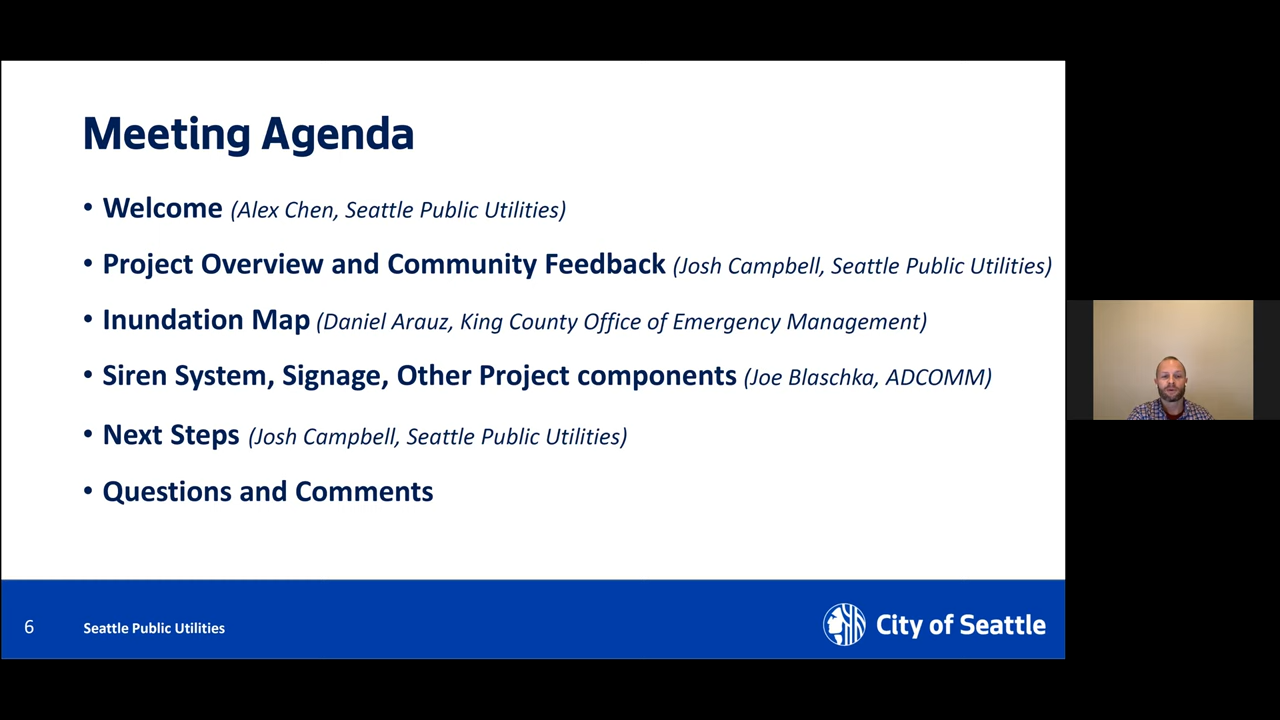 Meeting Agenda
• Welcome (Alex Chen, Seattle Public Utilities)
• Project Overview and Community Feedback (Josh Campbell, Seattle Public Utilities)
• Inundation Map (Daniel Arauz, King County Office of Emergency Management)
• Siren System, Signage, Other Project components (Joe Blaschka, ADCOMM)
• Next Steps (Josh Campbell, Seattle Public Utilities)
• Questions and Comments
6 Seattle Public Utilities City of Seattle